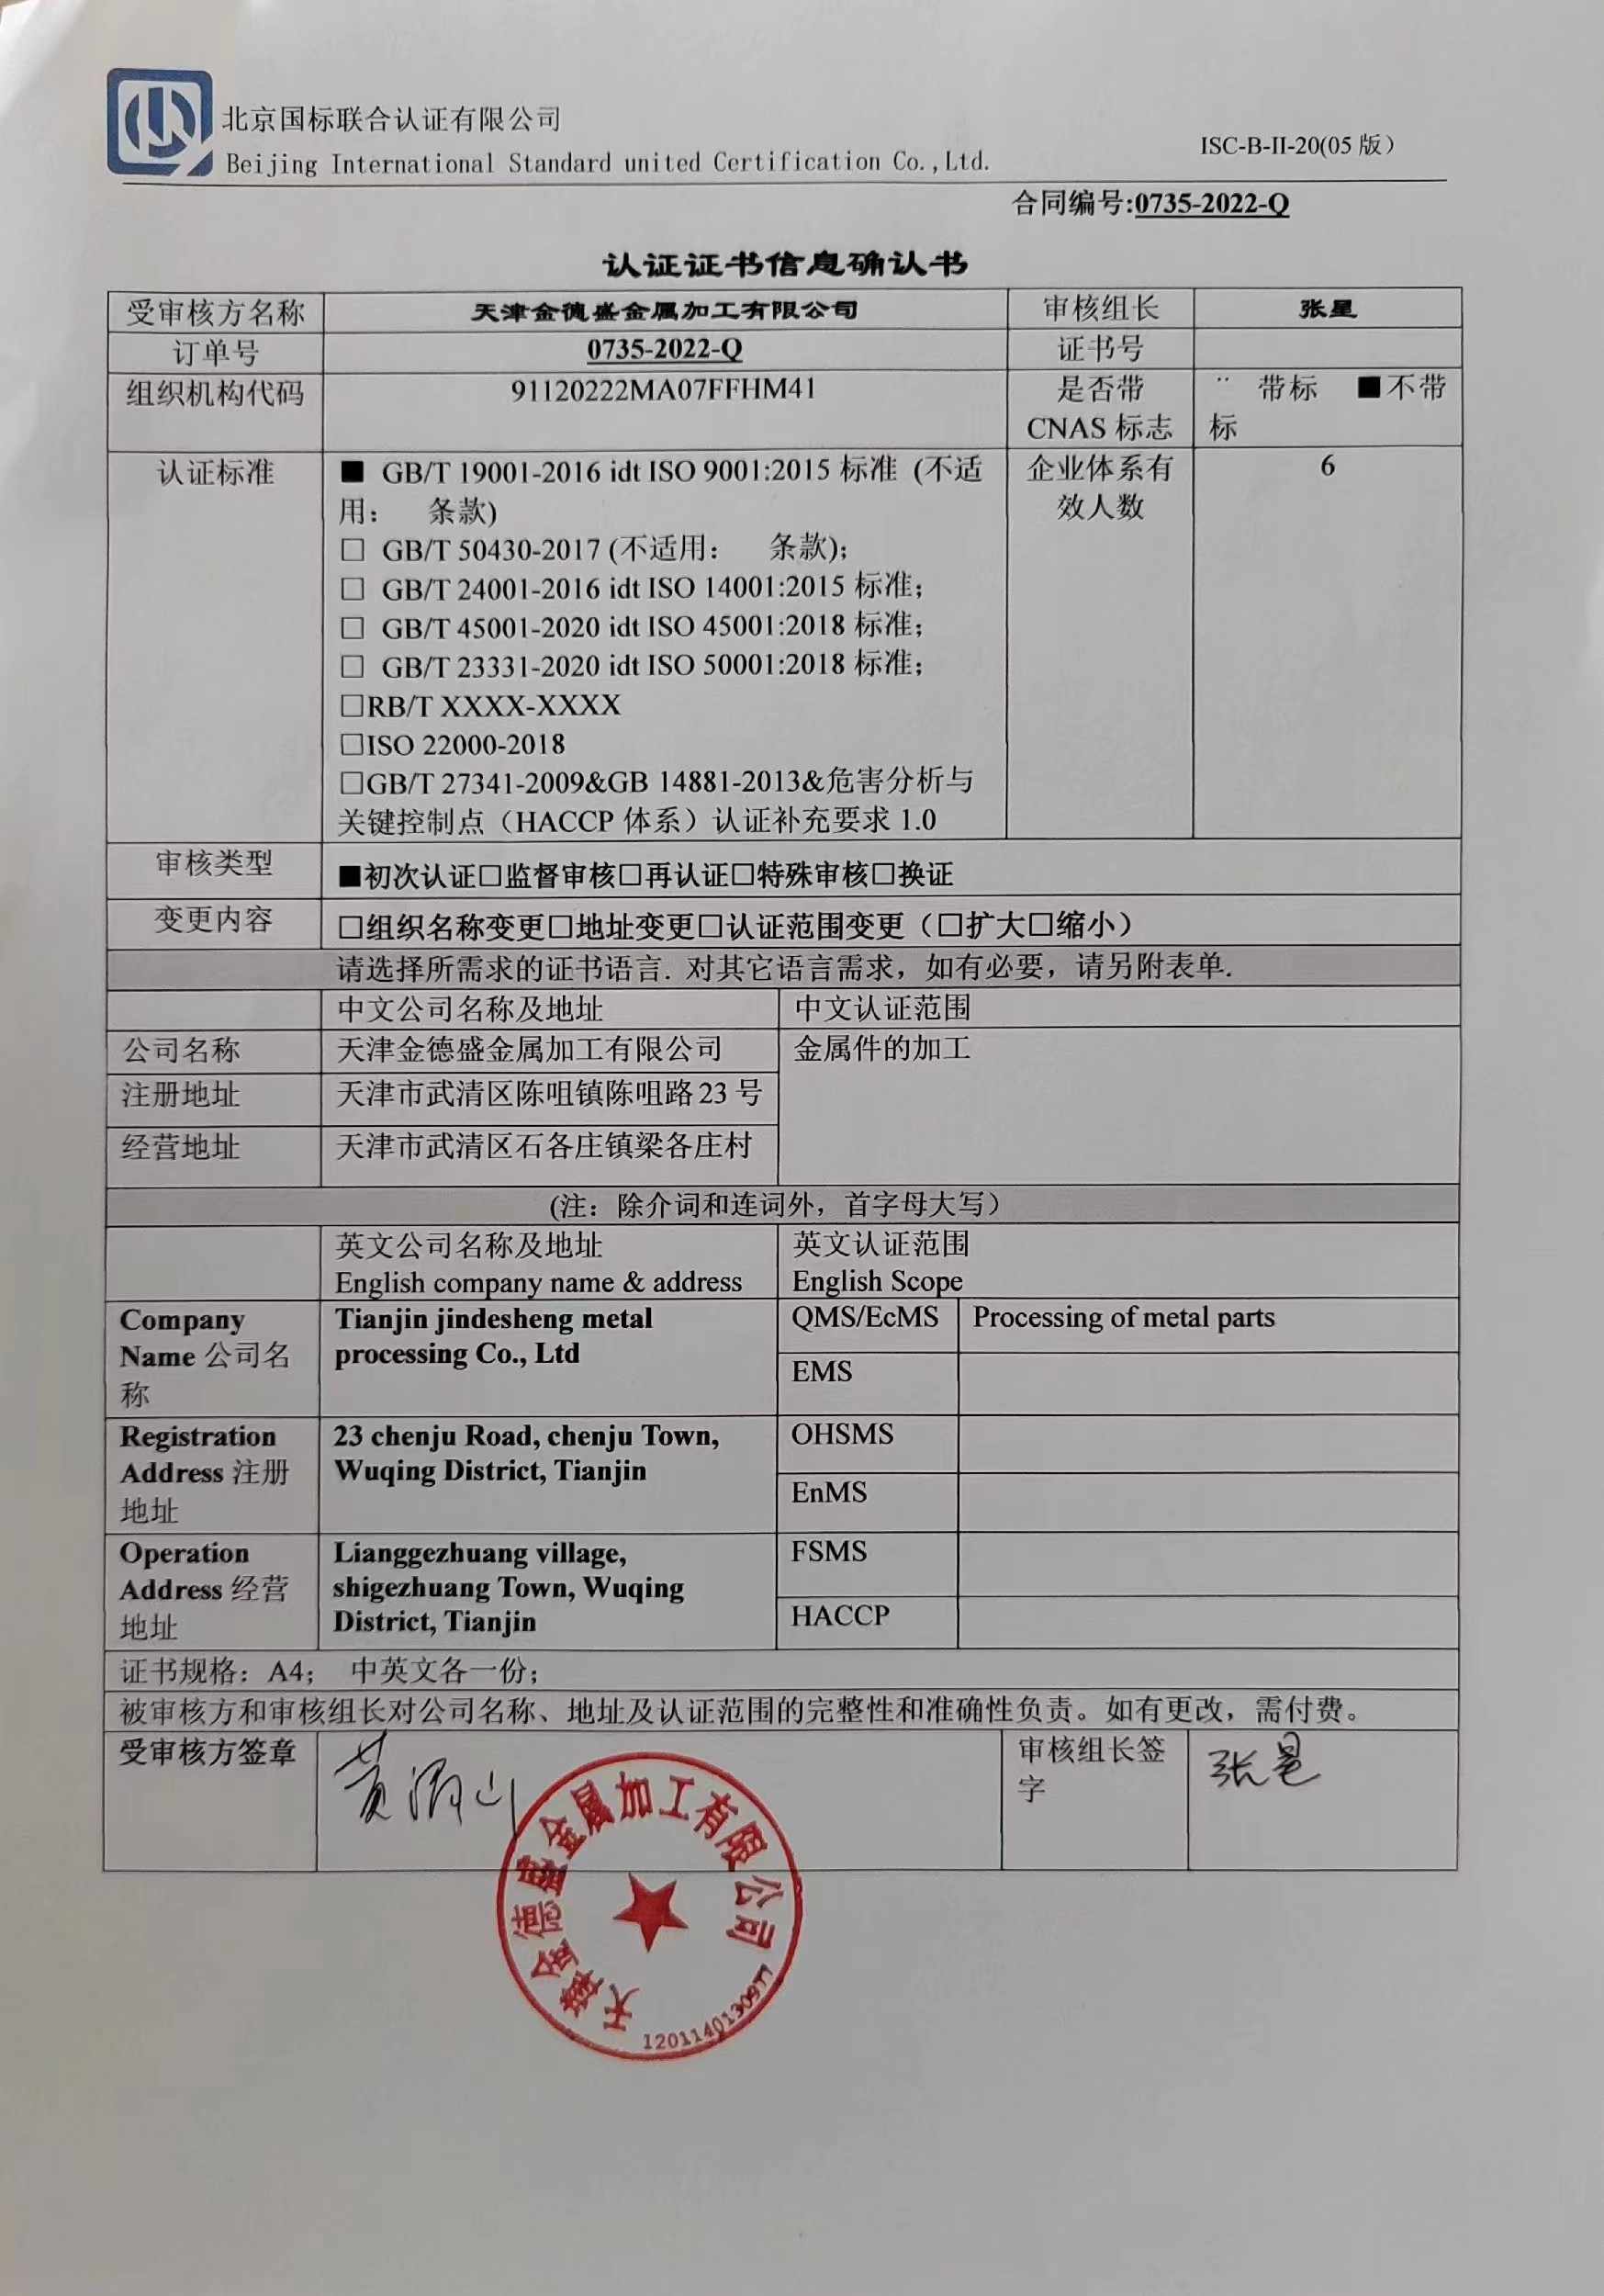 北京国标联合认证有限公司
Beijing International Standard united Certification Co.,Ltd.
ISC-B-II-20(05 版）
合同编号:0735-2022-Q
认证证书信息确认书
受审核方名称 天津金德盛金属加工有限公司 审核组长 张星
订单号 0735-2022-Q 证书号
组织机构代码 91120222MA07FFHM41 是否带 ¨ 带标 ■不带
CNAS 标志 标
认证标准 ■ GB/T 19001-2016 idt ISO 9001:2015 标准 (不适 企业体系有 6
用： 条款) 效人数
□ GB/T 50430-2017 (不适用： 条款)；
□ GB/T 24001-2016 idt ISO 14001:2015 标准；
□ GB/T 45001-2020 idt ISO 45001:2018 标准；
□ GB/T 23331-2020 idt ISO 50001:2018 标准；
□RB/T XXXX-XXXX
□ISO 22000-2018
□GB/T 27341-2009&GB 14881-2013&危害分析与
关键控制点（HACCP 体系）认证补充要求 1.0
审核类型 ■初次认证□监督审核□再认证□特殊审核□换证
变更内容 □组织名称变更□地址变更□认证范围变更（□扩大□缩小）
请选择所需求的证书语言. 对其它语言需求，如有必要，请另附表单.
中文公司名称及地址 中文认证范围
公司名称 天津金德盛金属加工有限公司 金属件的加工
注册地址 天津市武清区陈咀镇陈咀路 23 号
经营地址 天津市武清区石各庄镇梁各庄村
(注：除介词和连词外，首字母大写）
英文公司名称及地址 英文认证范围
English company name & address English Scope
Company Tianjin jindesheng metal QMS/EcMS Processing of metal parts
Name 公司名 processing Co., Ltd
称 EMS
Registration 23 chenju Road, chenju Town, OHSMS
Address 注册 Wuqing District, Tianjin
地址 EnMS
Operation Lianggezhuang village, FSMS
Address 经营 shigezhuang Town, Wuqing
地址 District, Tianjin HACCP
证书规格：A4； 中英文各一份；
被审核方和审核组长对公司名称、地址及认证范围的完整性和准确性负责。如有更改，需付费。
受审核方签章 审核组长签 张星
字
天津金德盛金属加工有限公司
1201140130977